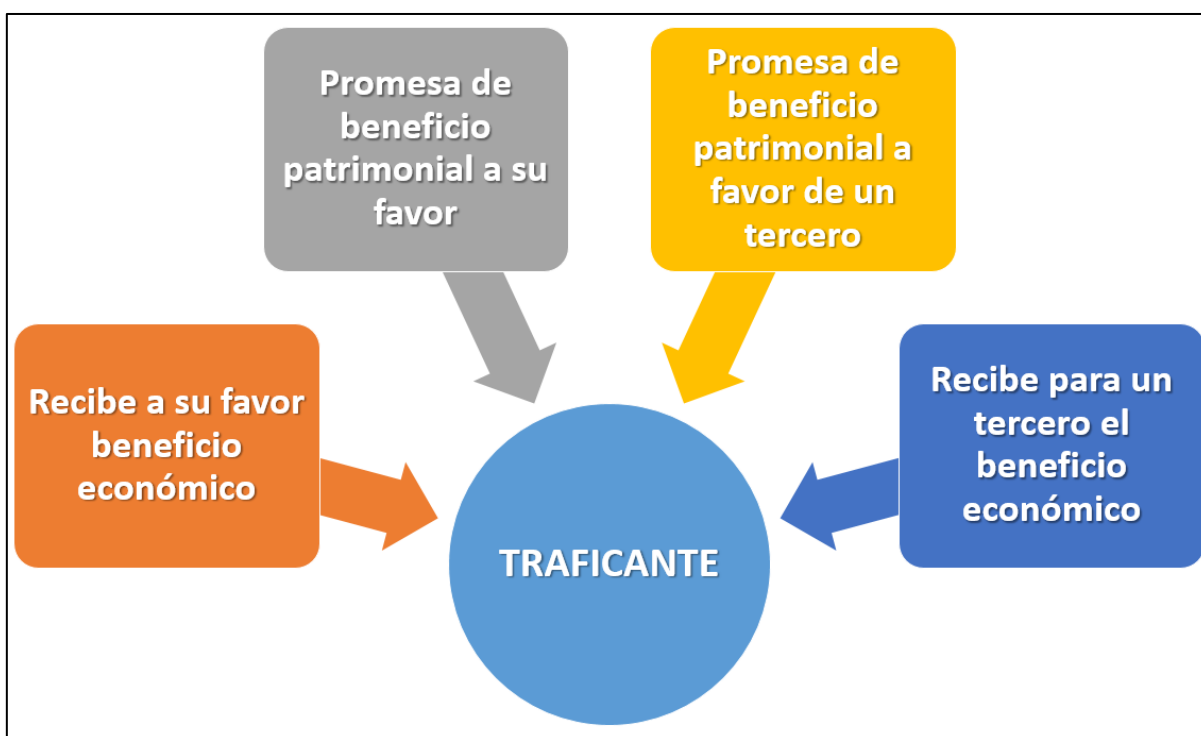 Promesa de
beneficio
patrimonial a su
favor
Promesa de
beneficio
patrimonial a
favor de un
tercero
Recibe a su favor
beneficio
económico
Recibe para un
tercero el
beneficio
económico
TRAFICANTE